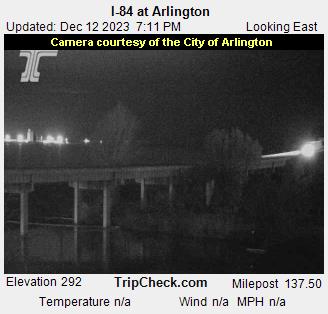 I-84 at Arlington
Updated: Dec 12 2023 7:11 PM Looking East
Camera courtesy of the City of Arlington
Elevation 292 TripCheck.com Milepost 137.50
Temperature n/a Wind n/a MPH n/a